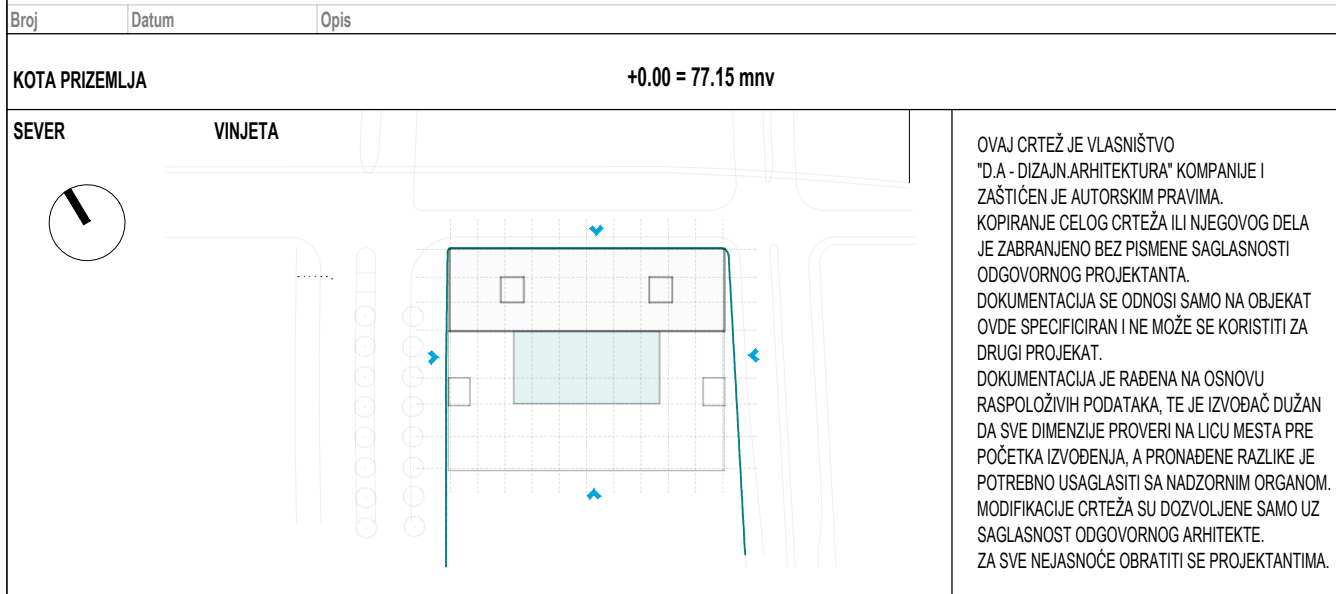 Broj Datum Opis
KOTA PRIZEMLJA +0.00 = 77.15 mnv
SEVER VINJETA
OVAJ CRTEŽ JE VLASNIŠTVO
"D.A - DIZAJN.ARHITEKTURA" KOMPANIJE I
ZAŠTIĆEN JE AUTORSKIM PRAVIMA.
KOPIRANJE CELOG CRTEŽA ILI NJEGOVOG DELA
JE ZABRANJENO BEZ PISMENE SAGLASNOSTI
ODGOVORNOG PROJEKTANTA.
DOKUMENTACIJA SE ODNOSI SAMO NA OBJEKAT
OVDE SPECIFICIRAN I NE MOŽE SE KORISTITI ZA
DRUGI PROJEKAT.
DOKUMENTACIJA JE RAĐENA NA OSNOVU
RASPOLOŽIVIH PODATAKA, TE JE IZVOĐAČ DUŽAN
DA SVE DIMENZIJE PROVERI NA LICU MESTA PRE
POČETKA IZVOĐENJA, A PRONAĐENE RAZLIKE JE
POTREBNO USAGLASITI SA NADZORNIM ORGANOM.
MODIFIKACIJE CRTEŽA SU DOZVOLJENE SAMO UZ
SAGLASNOST ODGOVORNOG ARHITEKTE.
ZA SVE NEJASNOĆE OBRATITI SE PROJEKTANTIMA.